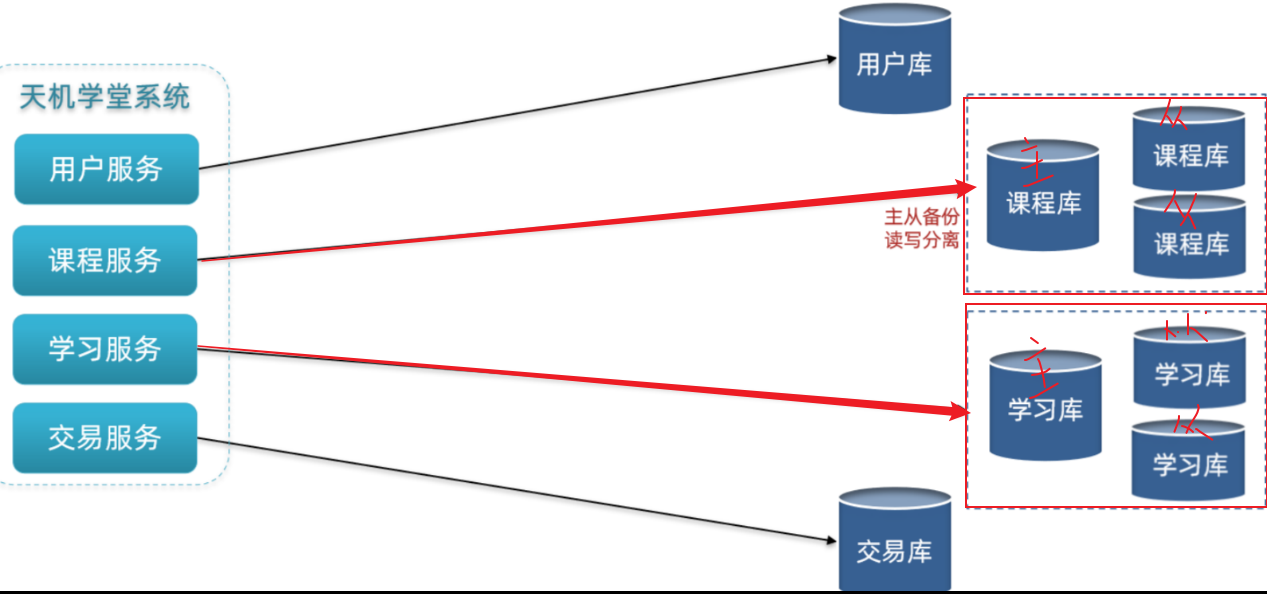 天机学堂系统
用户服务
课程服务
学习服务
交易服务
用户库
主从备份
读写分离
主
课程库
从
课程库
从
课程库
主
学习库
从
学习库
从
学习库
交易库